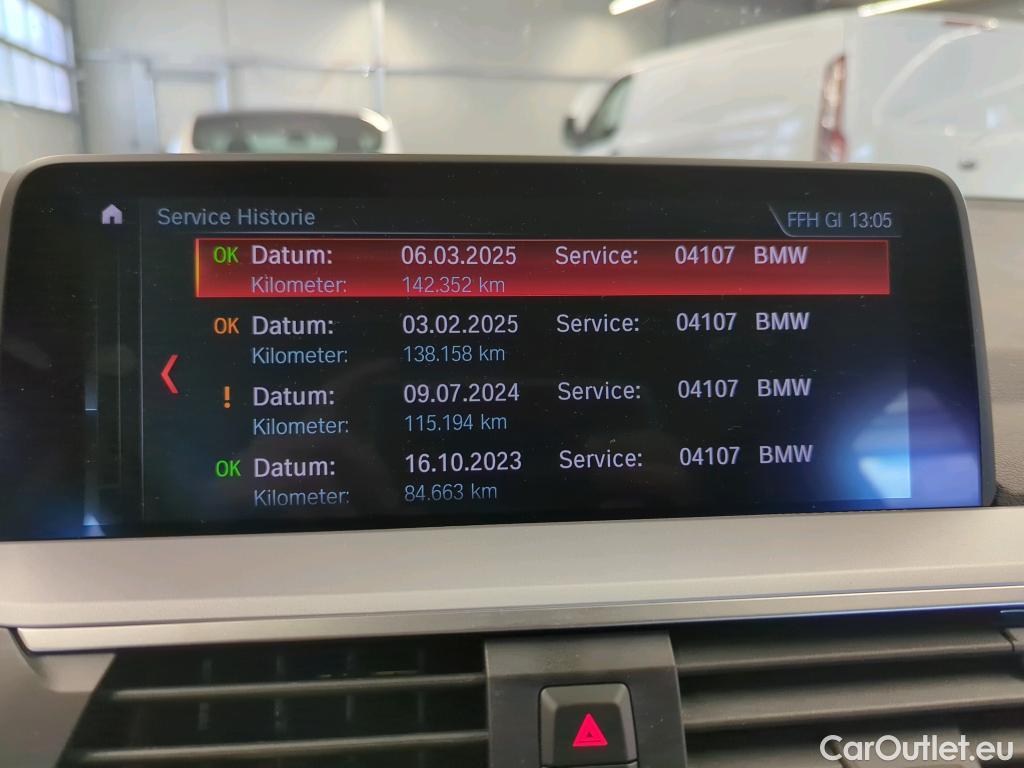 Service Historie
FFH GI 13:05
OK Datum: 06.03.2025 Service: 04107 BMW
Kilometer: 142.352 km
OK Datum: 03.02.2025 Service: 04107 BMW
Kilometer: 138.158 km
! Datum: 09.07.2024 Service: 04107 BMW
Kilometer: 115.194 km
OK Datum: 16.10.2023 Service: 04107 BMW
Kilometer: 84.663 km
CarOutlet.eu